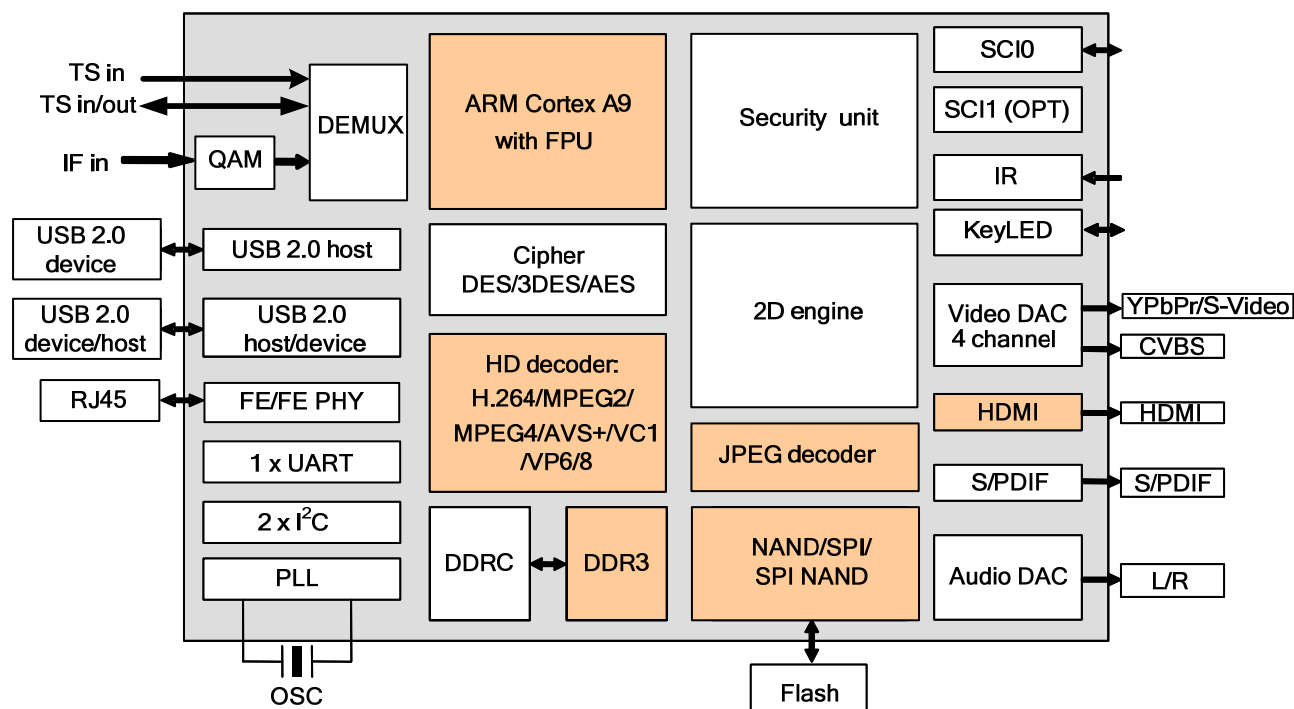 TS in
TS in/out
IF in
QAM
DEMUX
USB 2.0
device
USB 2.0 host
USB 2.0
device/host
USB 2.0
host/device
RJ45
FE/FE PHY
1 x UART
2 x I²C
PLL
OSC
ARM Cortex A9
with FPU
Cipher
DES/3DES/AES
HD decoder:
H.264/MPEG2/
MPEG4/AVS+/VC1
/VP6/8
DDRC
DDR3
Security unit
2D engine
JPEG decoder
NAND/SPI/
SPI NAND
Flash
SCI0
SCI1 (OPT)
IR
KeyLED
Video DAC
4 channel
YPbPr/S-Video
CVBS
HDMI
HDMI
S/PDIF
S/PDIF
Audio DAC
L/R